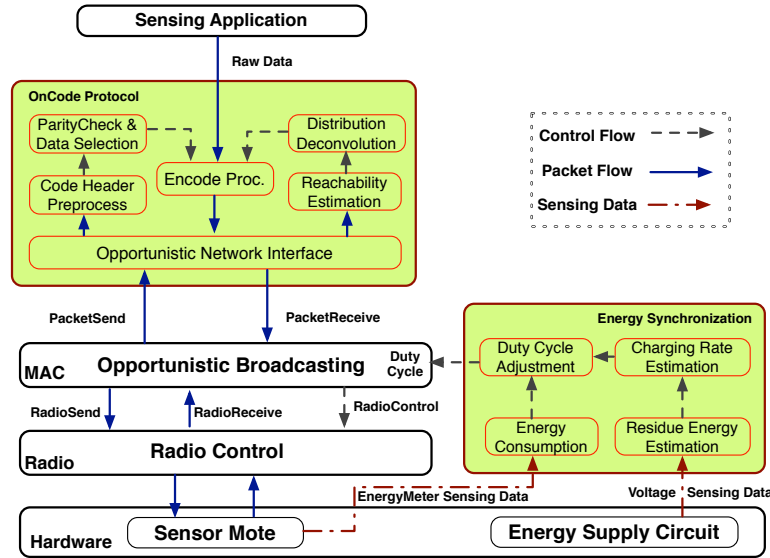 Sensing Application
Raw Data
OnCode Protocol
ParityCheck &
Data Selection
Distribution
Deconvolution
Encode Proc.
Code Header
Preprocess
Reachability
Estimation
Opportunistic Network Interface
Control Flow
Packet Flow
Sensing Data
PacketSend
PacketReceive
Energy Synchronization
MAC
Opportunistic Broadcasting
Duty
Cycle
Duty Cycle
Adjustment
Charging Rate
Estimation
RadioSend
RadioReceive
RadioControl
Energy
Consumption
Residue Energy
Estimation
Radio
Radio Control
EnergyMeter Sensing Data
Voltage
Sensing Data
Hardware
Sensor Mote
Energy Supply Circuit